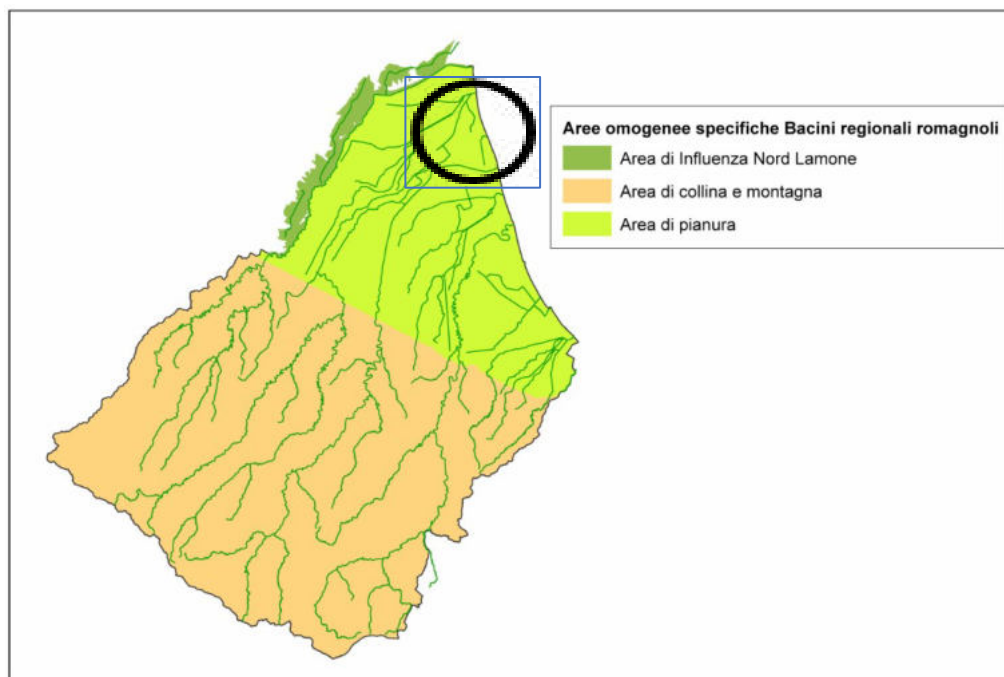 Aree omogenee specifiche Bacini regionali romagnoli
Area di Influenza Nord Lamone
Area di collina e montagna
Area di pianura